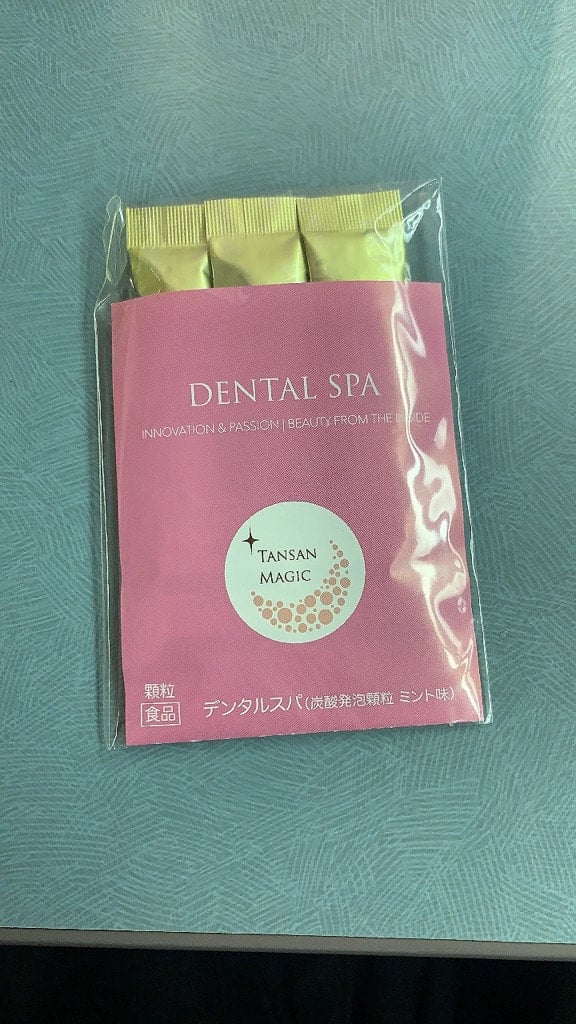 DENTAL SPA
INNOVATION & PASSION | BEAUTY FROM THE INSIDE
TANSAN
MAGIC
顆粒
食品
デンタルスパ(炭酸発泡顆粒 ミント味)